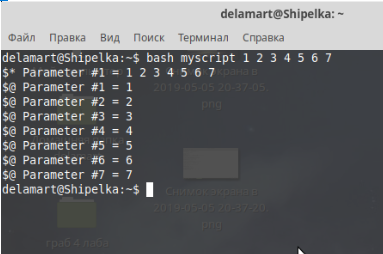 delamart@Shipelka: ~
Файл Правка Вид Поиск Терминал Справка
delamart@Shipelka:~$ bash myscript 1 2 3 4 5 6 7
$* Parameter #1 = 1 2 3 4 5 6 7
$@ Parameter #1 = 1
$@ Parameter #2 = 2
$@ Parameter #3 = 3
$@ Parameter #4 = 4
$@ Parameter #5 = 5
$@ Parameter #6 = 6
$@ Parameter #7 = 7
delamart@Shipelka:~$
2019-05-05 20-37-05.
png
Снимок экрана в
2019-05-05 20-37-20.
png
граб 4 лаба